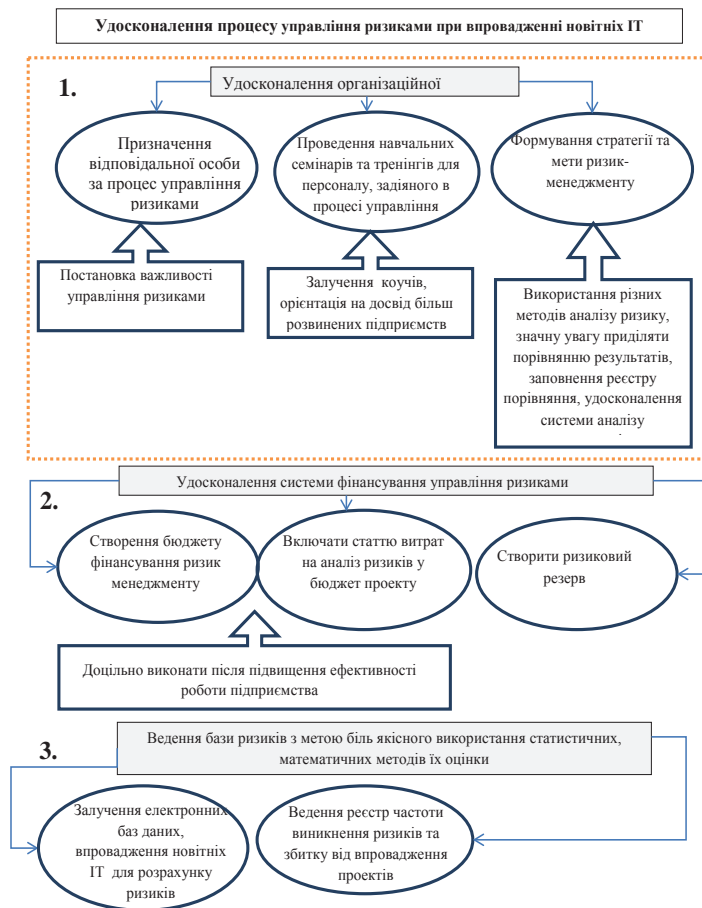 Удосконалення процесу управління ризиками при впровадженні новітніх ІТ
1.
Удосконалення організаційної
Призначення
відповідальної особи
за процес управління
ризиками
Проведення навчальних
семінарів та тренінгів для
персоналу, задіяного в
процесі управління
Формування стратегії та
мети ризик-
менеджменту
Постановка важливості
управління ризиками
Залучення коучів,
орієнтація на досвід більш
розвинених підприємств
Використання різних
методів аналізу ризику,
значну увагу приділяти
порівнянню результатів,
заповнення реєстру
порівняння, удосконалення
системи аналізу
2.
Удосконалення системи фінансування управління ризиками
Створення бюджету
фінансування ризик
менеджменту
Включати статтю витрат
на аналіз ризиків у
бюджет проекту
Створити ризиковий
резерв
Доцільно виконати після підвищення ефективності
роботи підприємства
3.
Ведення бази ризиків з метою біль якісного використання статистичних,
математичних методів їх оцінки
Залучення електронних
баз даних,
впровадження новітніх
ІТ для розрахунку
ризиків
Ведення реєстр частоти
виникнення ризиків та
збитку від впровадження
проектів